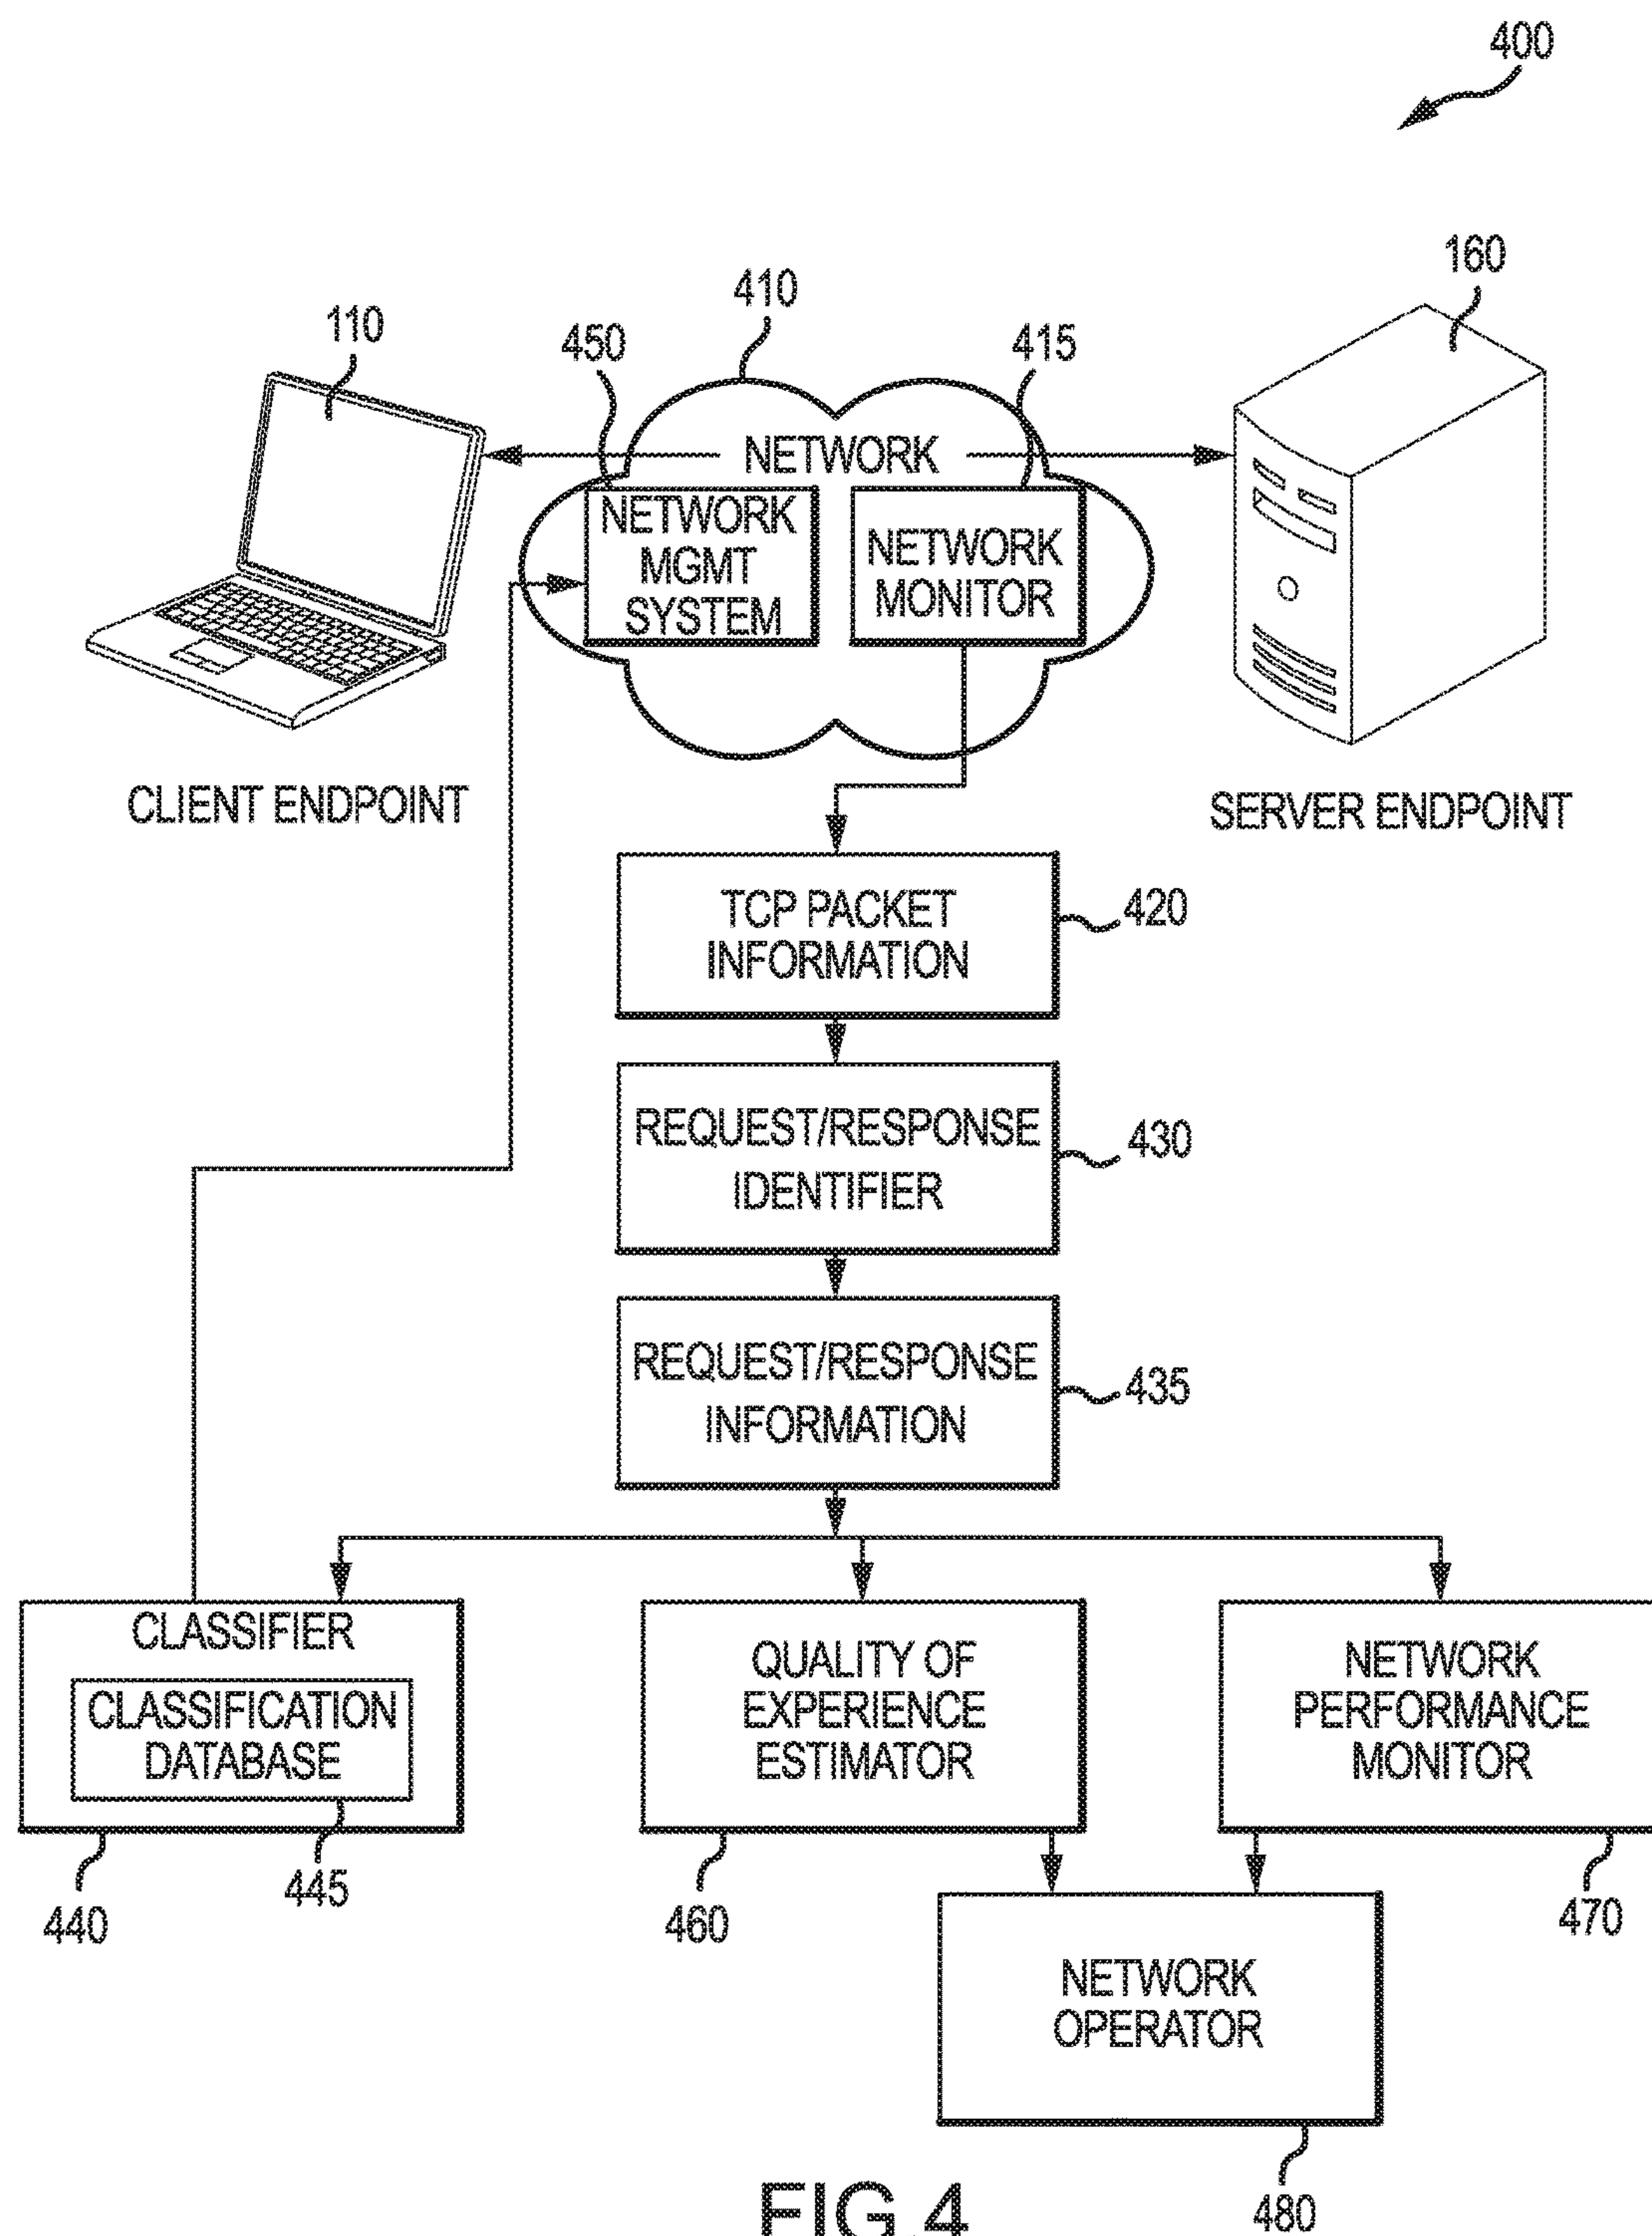 400
160
410
110
450
415
NETWORK
NETWORK
MGMT
SYSTEM
NETWORK
MONITOR
CLIENT ENDPOINT
SERVER ENDPOINT
TCP PACKET
INFORMATION
420
REQUEST/RESPONSE
IDENTIFIER
430
REQUEST/RESPONSE
INFORMATION
435
CLASSIFIER
CLASSIFICATION
DATABASE
QUALITY OF
EXPERIENCE
ESTIMATOR
NETWORK
PERFORMANCE
MONITOR
440
445
460
470
NETWORK
OPERATOR
480
FIG.4